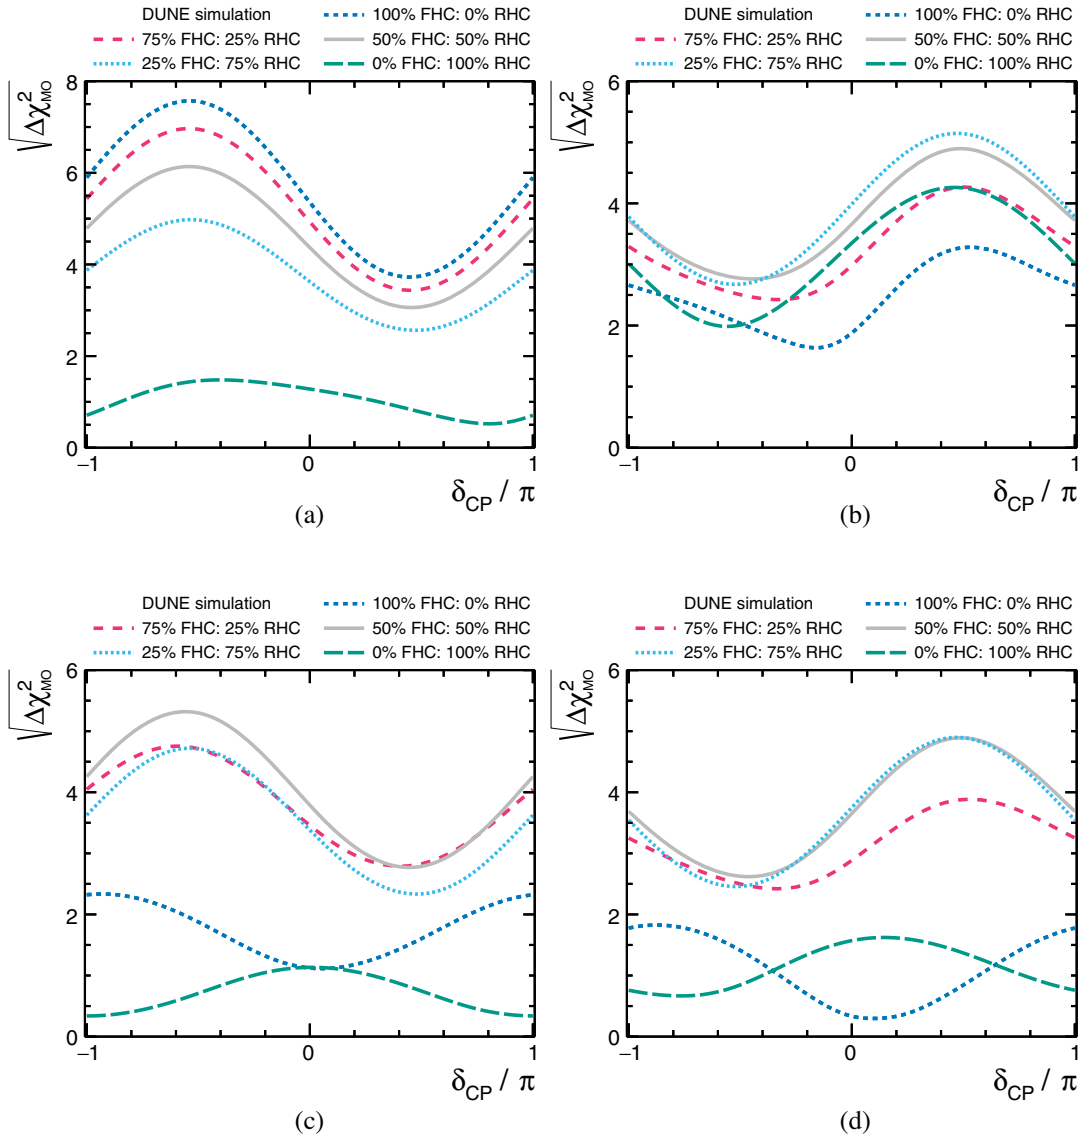 DUNE simulation 100% FHC: 0% RHC
75% FHC: 25% RHC 50% FHC: 50% RHC
25% FHC: 75% RHC 0% FHC: 100% RHC
√Δχ²MO
8
6
4
2
0
−1 0 1
δCP / π
(a)
DUNE simulation 100% FHC: 0% RHC
75% FHC: 25% RHC 50% FHC: 50% RHC
25% FHC: 75% RHC 0% FHC: 100% RHC
√Δχ²MO
6
4
2
0
−1 0 1
δCP / π
(b)
DUNE simulation 100% FHC: 0% RHC
75% FHC: 25% RHC 50% FHC: 50% RHC
25% FHC: 75% RHC 0% FHC: 100% RHC
√Δχ²MO
6
4
2
0
−1 0 1
δCP / π
(c)
DUNE simulation 100% FHC: 0% RHC
75% FHC: 25% RHC 50% FHC: 50% RHC
25% FHC: 75% RHC 0% FHC: 100% RHC
√Δχ²MO
6
4
2
0
−1 0 1
δCP / π
(d)